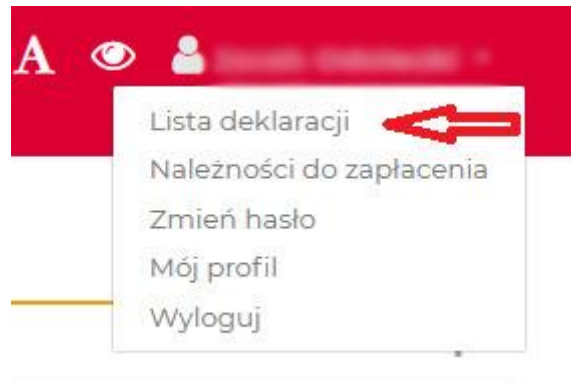 A
Lista deklaracji
Należności do zapłacenia
Zmień hasło
Mój profil
Wyloguj